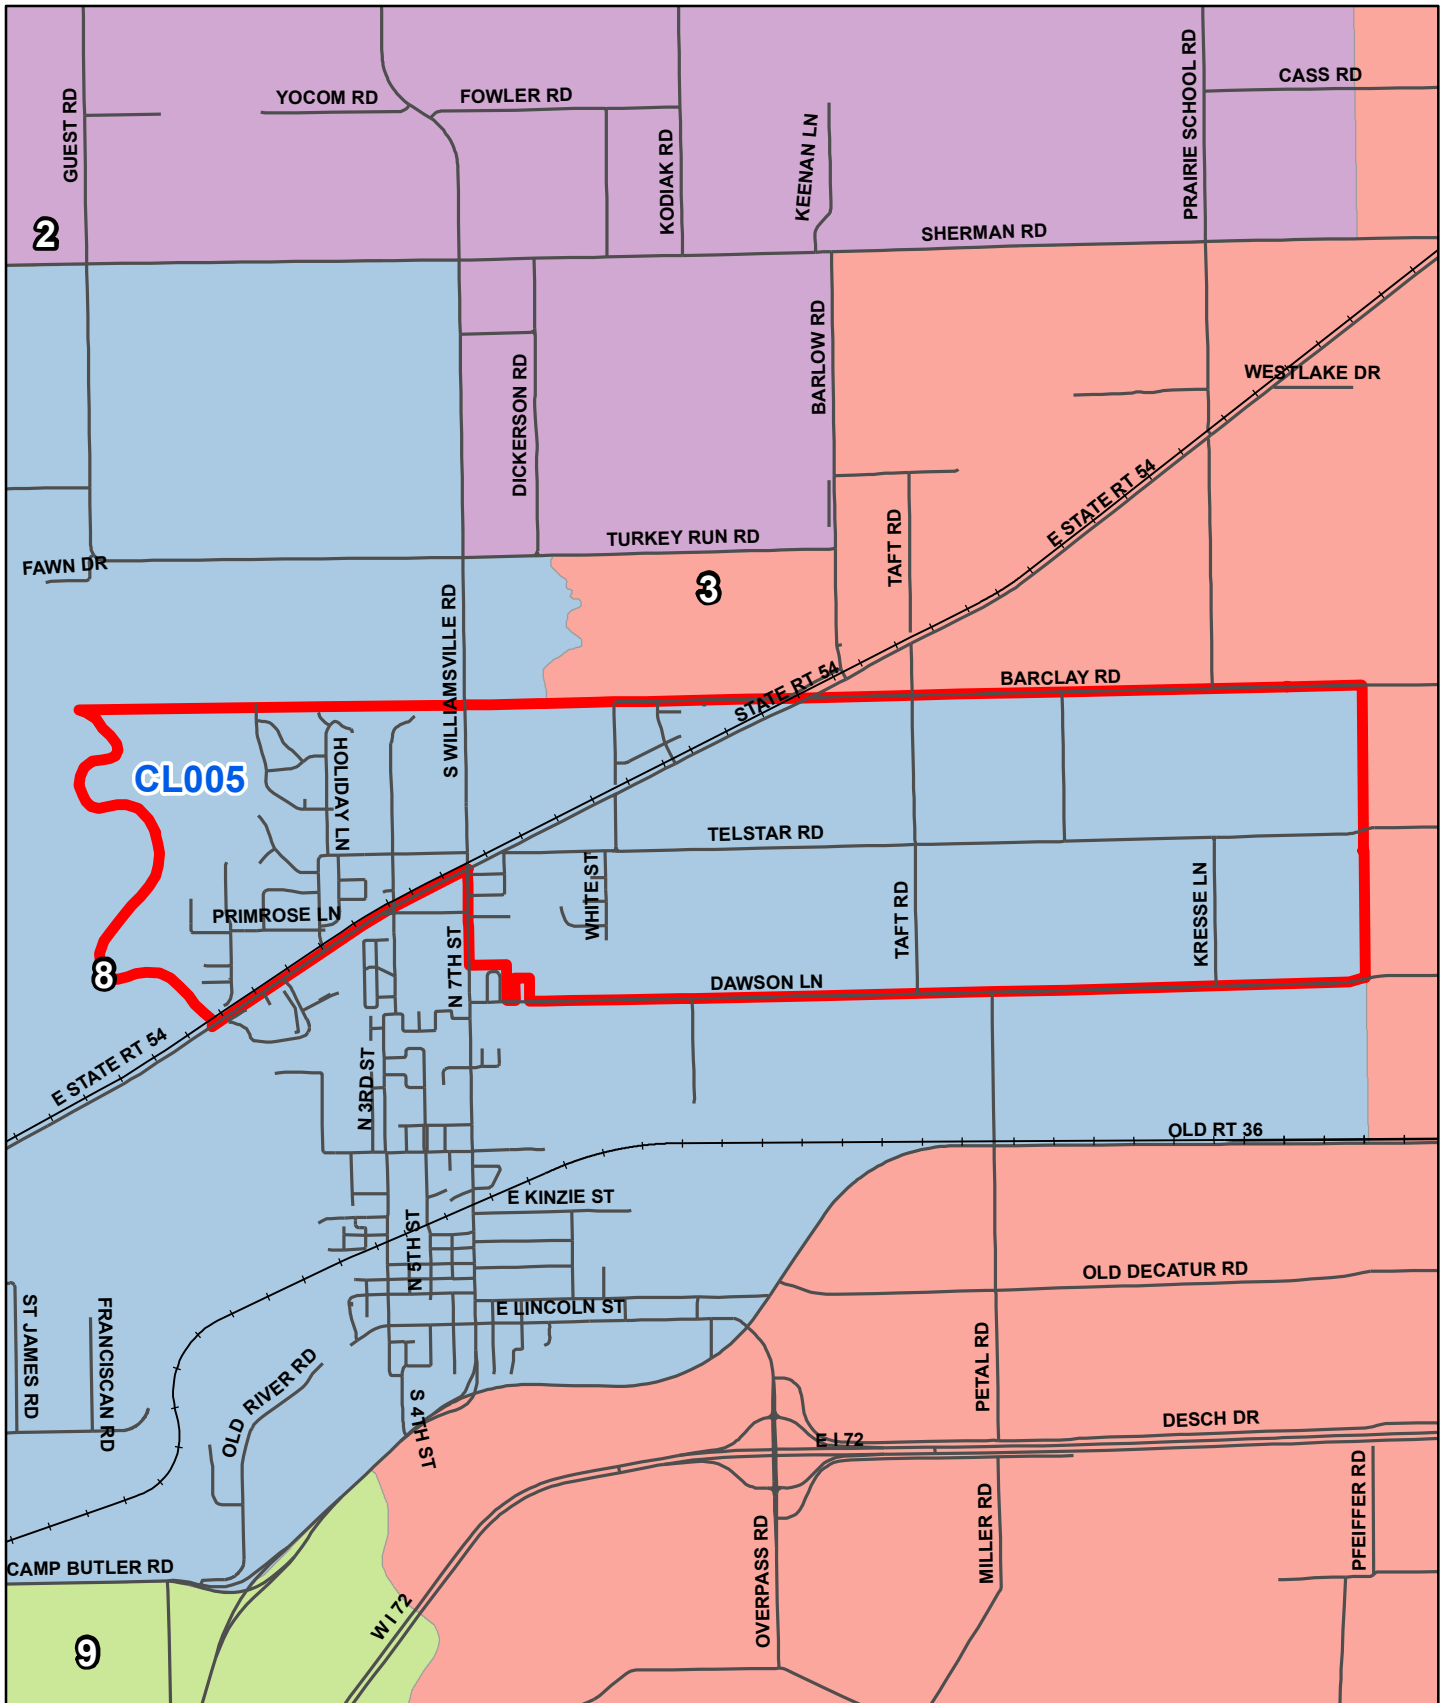 CASS RD
YOCOM RD
FOWLER RD
GUEST RD
KODIAK RD
KEENAN LN
PRAIRIE SCHOOL RD
2
SHERMAN RD
BARLOW RD
DICKERSON RD
WESTLAKE DR
E STATE RT 54
TAFT RD
TURKEY RUN RD
FAWN DR
3
S WILLIAMSVILLE RD
STATE RT 54
BARCLAY RD
CL005
HOLIDAY LN
TELSTAR RD
WHITE ST
TAFT RD
KRESSE LN
PRIMROSE LN
8
N 7TH ST
DAWSON LN
E STATE RT 54
N 3RD ST
OLD RT 36
E KINZIE ST
N 5TH ST
OLD DECATUR RD
E LINCOLN ST
ST JAMES RD
FRANCISCAN RD
OLD RIVER RD
PETAL RD
S 4TH ST
DESCH DR
E I 72
PFEIFFER RD
MILLER RD
OVERPASS RD
CAMP BUTLER RD
W I 72
9